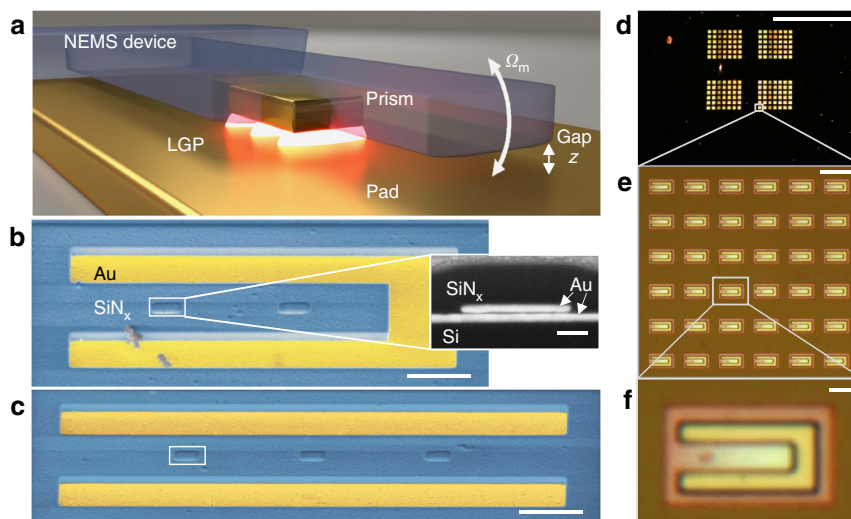 a
NEMS device
Ωm
Prism
LGP
Gap
z
Pad
b
Au
SiNx
SiNx
Au
Si
c
d
e
f